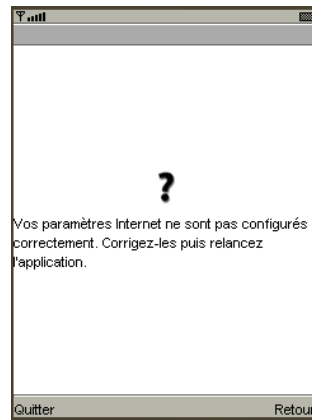 ?
Vos paramètres Internet ne sont pas configurés
correctement. Corrigez-les puis relancez
l'application.
Quitter Retour